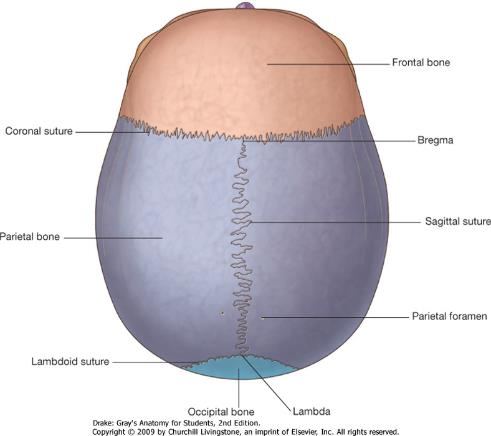 Frontal bone
Coronal suture
Bregma
Sagittal suture
Parietal bone
Parietal foramen
Lambdoid suture
Occipital bone
Lambda
Drake: Gray's Anatomy for Students, 2nd Edition.
Copyright © 2009 by Churchill Livingstone, an imprint of Elsevier, Inc. All rights reserved.